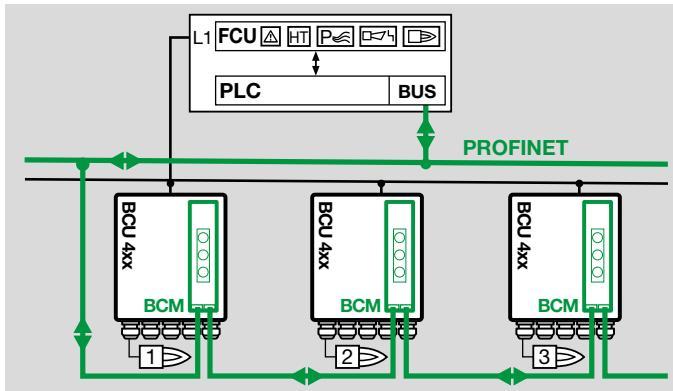 L1 FCU HT P
PLC BUS
PROFINET
BCU 4xx BCU 4xx BCU 4xx
BCM BCM BCM
1 2 3